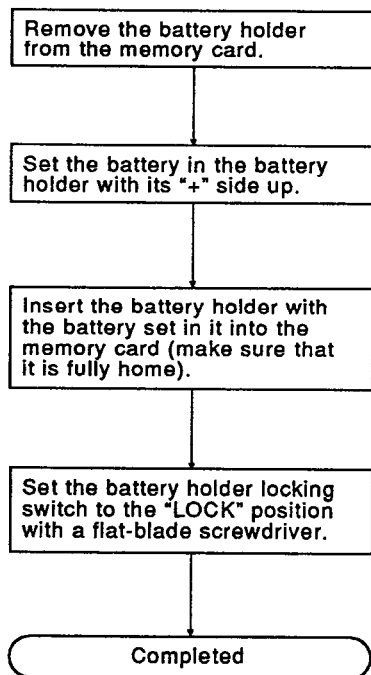 Remove the battery holder
from the memory card.
Set the battery in the battery
holder with its "+" side up.
Insert the battery holder with
the battery set in it into the
memory card (make sure that
it is fully home).
Set the battery holder locking
switch to the "LOCK" position
with a flat-blade screwdriver.
Completed